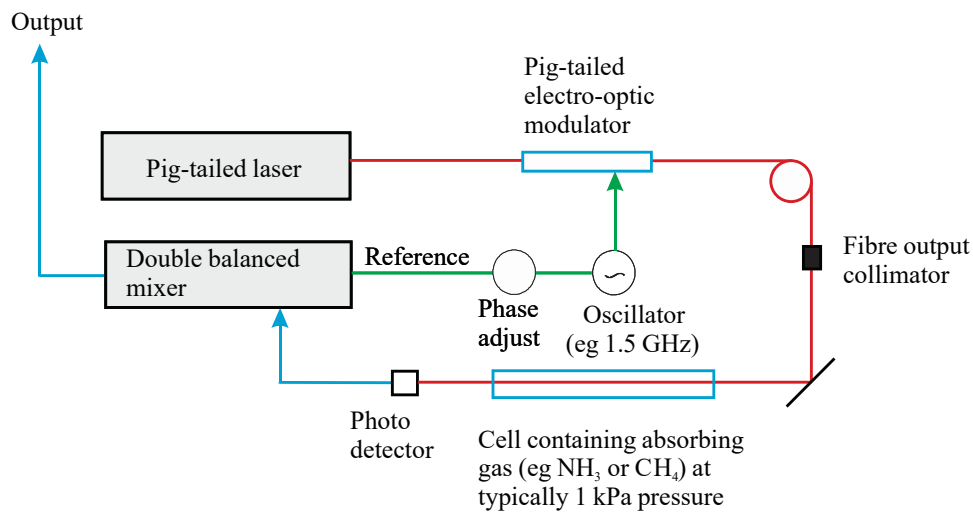 Output
Pig-tailed
electro-optic
modulator
Pig-tailed laser
Fibre output
collimator
Double balanced
mixer
Reference
Phase
adjust
Oscillator
(eg 1.5 GHz)
Photo
detector
Cell containing absorbing
gas (eg NH₃ or CH₄) at
typically 1 kPa pressure